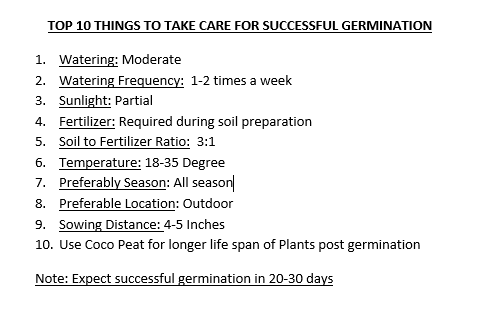 TOP 10 THINGS TO TAKE CARE FOR SUCCESSFUL GERMINATION
1. Watering: Moderate
2. Watering Frequency: 1-2 times a week
3. Sunlight: Partial
4. Fertilizer: Required during soil preparation
5. Soil to Fertilizer Ratio: 3:1
6. Temperature: 18-35 Degree
7. Preferably Season: All season
8. Preferable Location: Outdoor
9. Sowing Distance: 4-5 Inches
10. Use Coco Peat for longer life span of Plants post germination
Note: Expect successful germination in 20-30 days